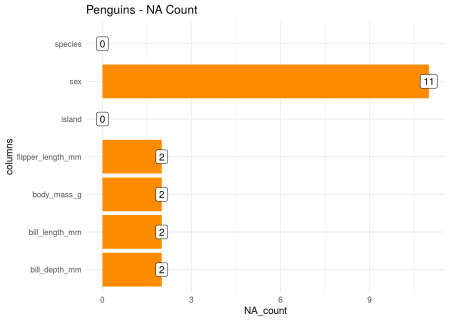 Penguins - NA Count
species
0
sex
11
island
0
flipper_length_mm
2
body_mass_g
2
bill_length_mm
2
bill_depth_mm
2
columns
0 3 6 9
NA_count